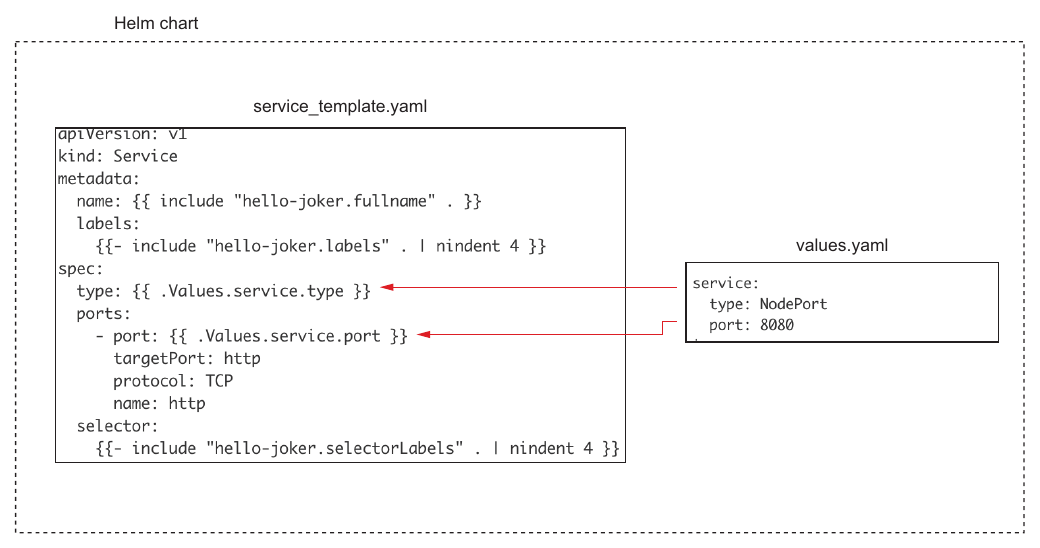 Helm chart
service_template.yaml
apiVersion: v1
kind: Service
metadata:
  name: {{ include "hello-joker.fullname" . }}
  labels:
    {{- include "hello-joker.labels" . | nindent 4 }}
spec:
  type: {{ .Values.service.type }}
  ports:
    - port: {{ .Values.service.port }}
      targetPort: http
      protocol: TCP
      name: http
  selector:
    {{- include "hello-joker.selectorLabels" . | nindent 4 }}
values.yaml
service:
  type: NodePort
  port: 8080